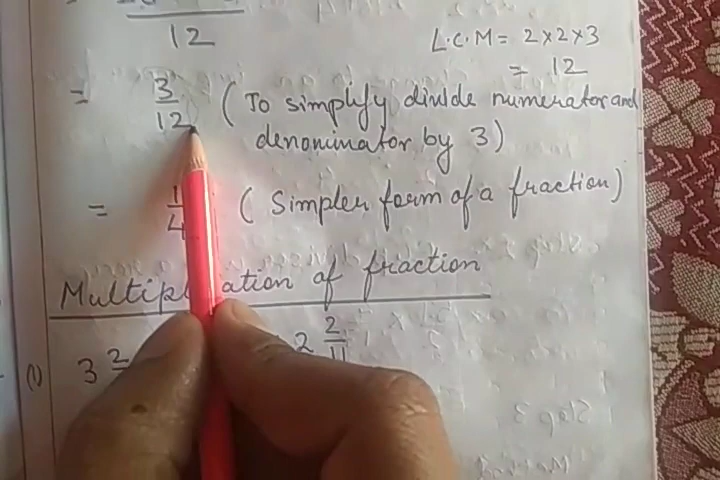 12
L.C.M = 2×2×3
= 12
= 3/12 (To simplify divide numerator and
denominator by 3)
= 1/4 (Simpler form of a fraction)
Multiplication of fraction
(1) 3 2 2 2/11